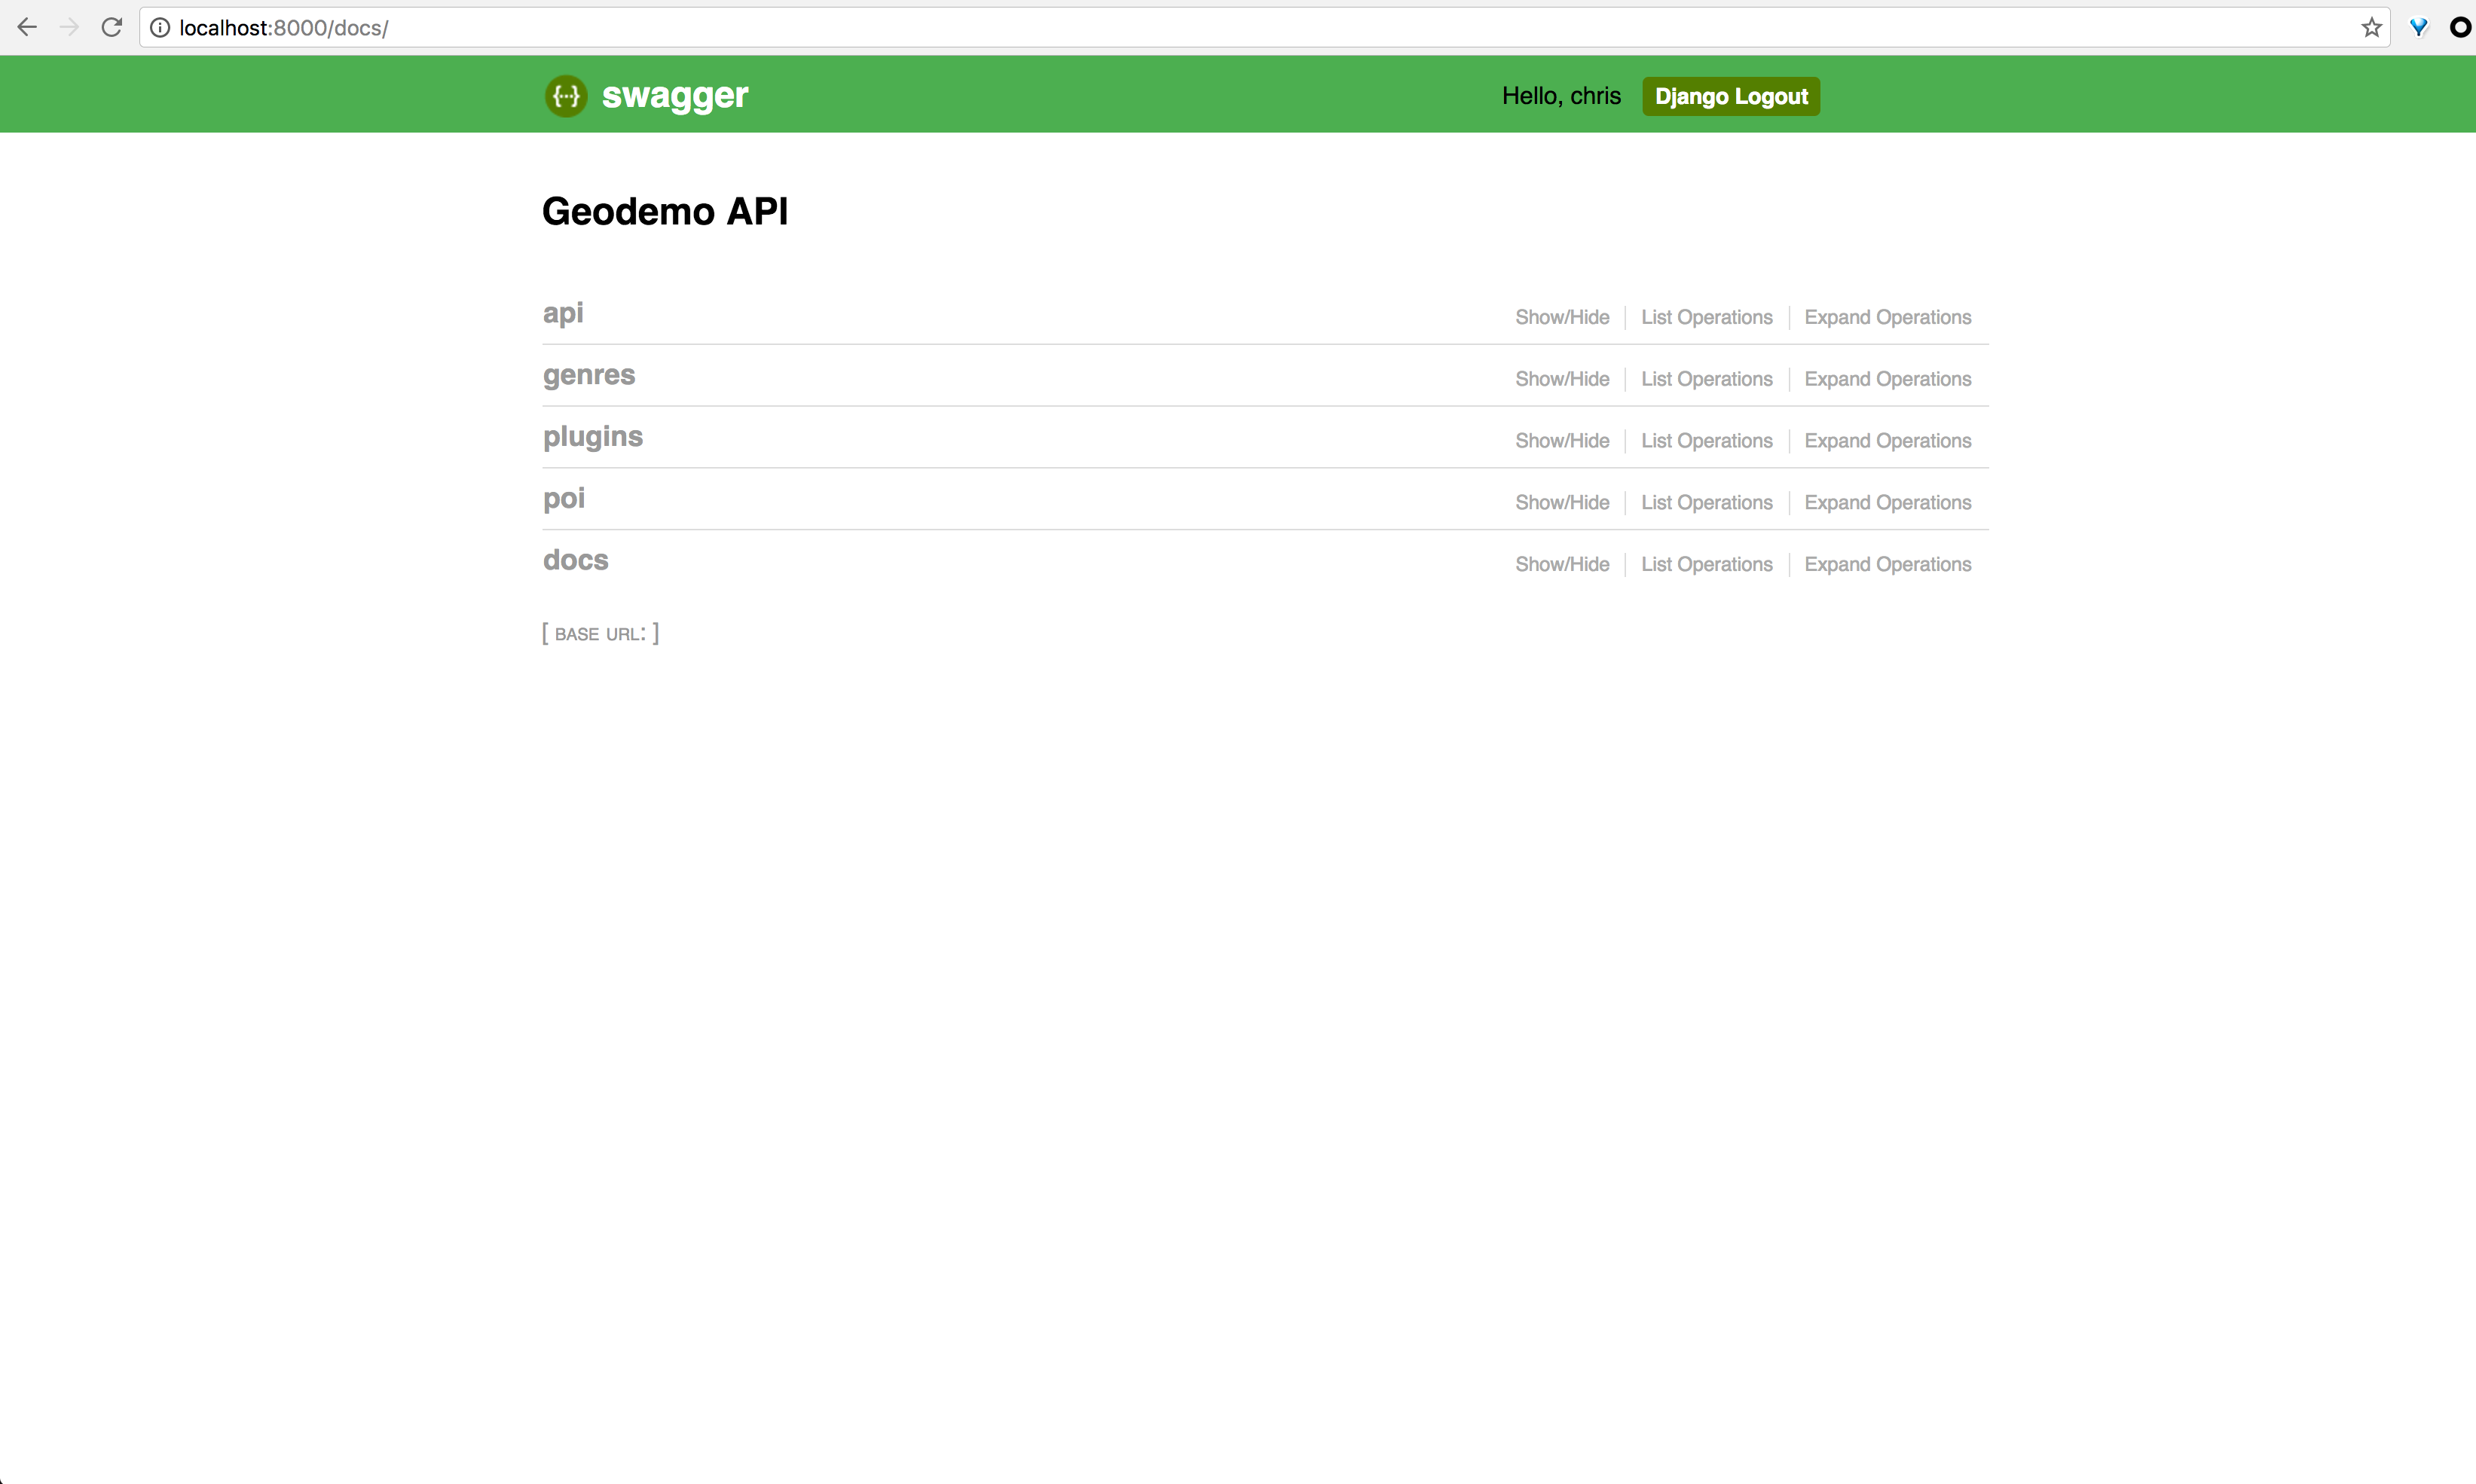 localhost:8000/docs/
{···} swagger Hello, chris Django Logout
Geodemo API
api Show/Hide List Operations Expand Operations
genres Show/Hide List Operations Expand Operations
plugins Show/Hide List Operations Expand Operations
poi Show/Hide List Operations Expand Operations
docs Show/Hide List Operations Expand Operations
[ BASE URL: ]